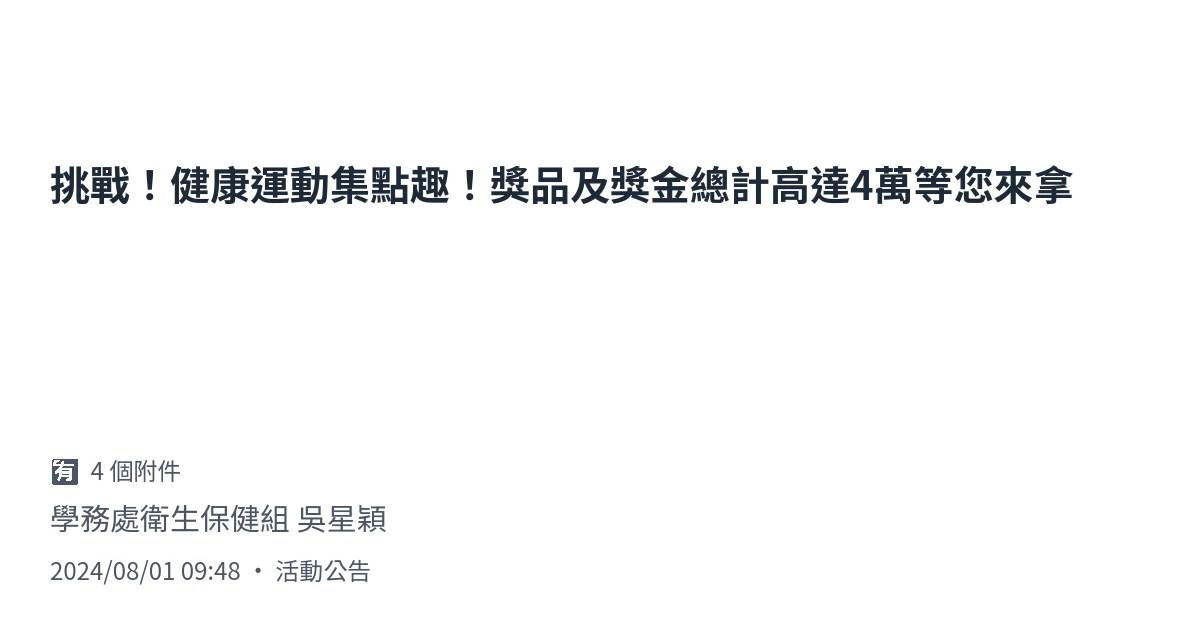 挑戰！健康運動集點趣！獎品及獎金總計高達4萬等您來拿
有 4 個附件
學務處衛生保健組 吳星穎
2024/08/01 09:48 • 活動公告